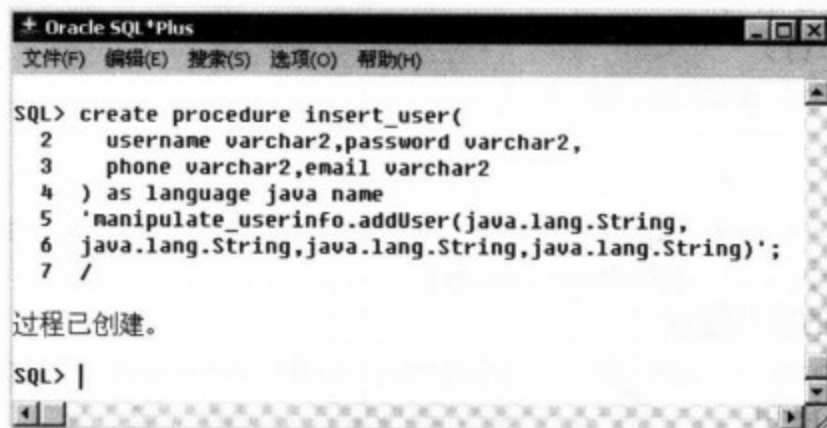 Oracle SQL*Plus
文件(F) 编辑(E) 搜索(S) 选项(O) 帮助(H)
SQL> create procedure insert_user(
2 username varchar2,password varchar2,
3 phone varchar2,email varchar2
4 ) as language java name
5 'manipulate_userinfo.addUser(java.lang.String,
6 java.lang.String,java.lang.String,java.lang.String)';
7 /
过程已创建。
SQL>